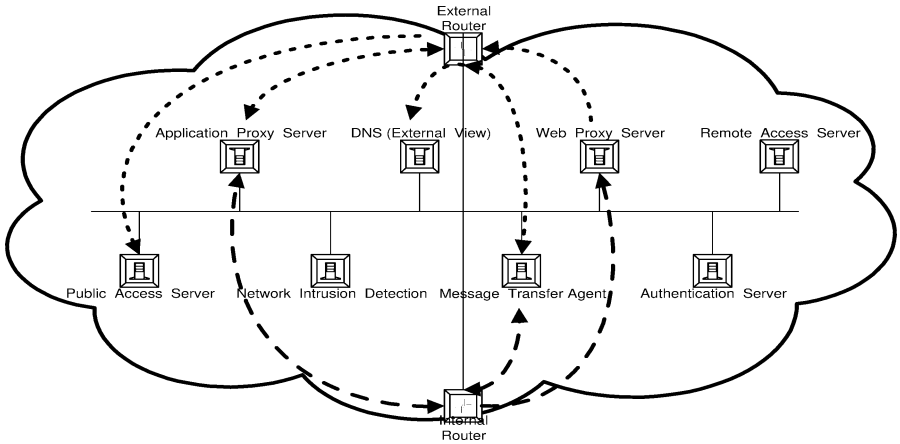 External
Router
Application Proxy Server
DNS (External View)
Web Proxy Server
Remote Access Server
Public Access Server
Network Intrusion Detection
Message Transfer Agent
Authentication Server
Internal
Router